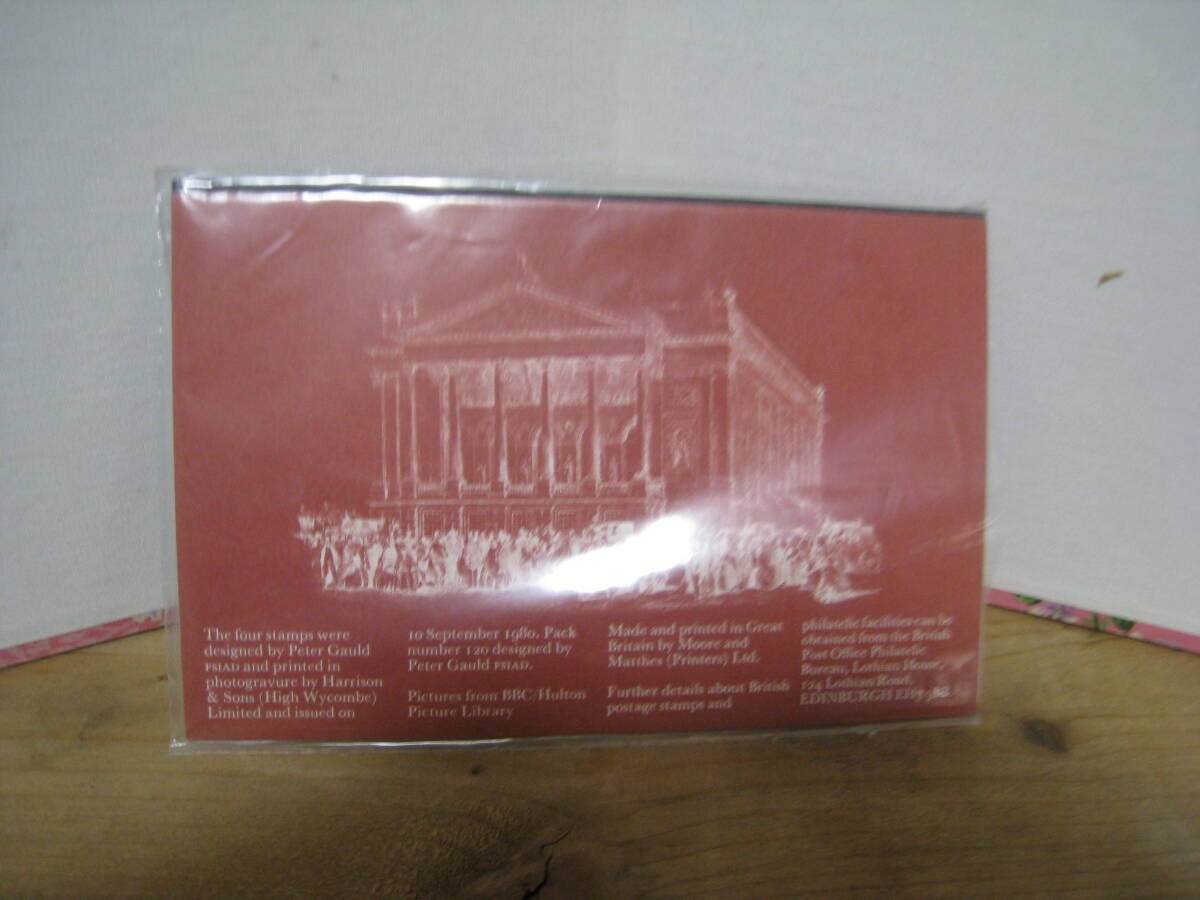 The four stamps were
designed by Peter Gauld
FSIAD and printed in
photogravure by Harrison
& Sons (High Wycombe)
Limited and issued on
10 September 1980. Pack
number 120 designed by
Peter Gauld FSIAD.
Pictures from BBC/Hulton
Picture Library
Made and printed in Great
Britain by Moore and
Matthes (Printers) Ltd.
Further details about British
postage stamps and
philatelic facilities can be
obtained from the British
Post Office Philatelic
Bureau, Lothian House,
124 Lothian Road,
EDINBURGH